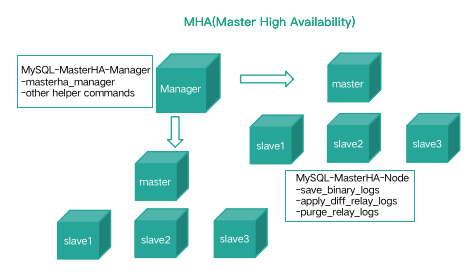 MHA(Master High Availability)
MySQL-MasterHA-Manager
-masterha_manager
-other helper commands
Manager
master
slave1
slave2
slave3
MySQL-MasterHA-Node
-save_binary_logs
-apply_diff_relay_logs
-purge_relay_logs
master
slave1
slave2
slave3